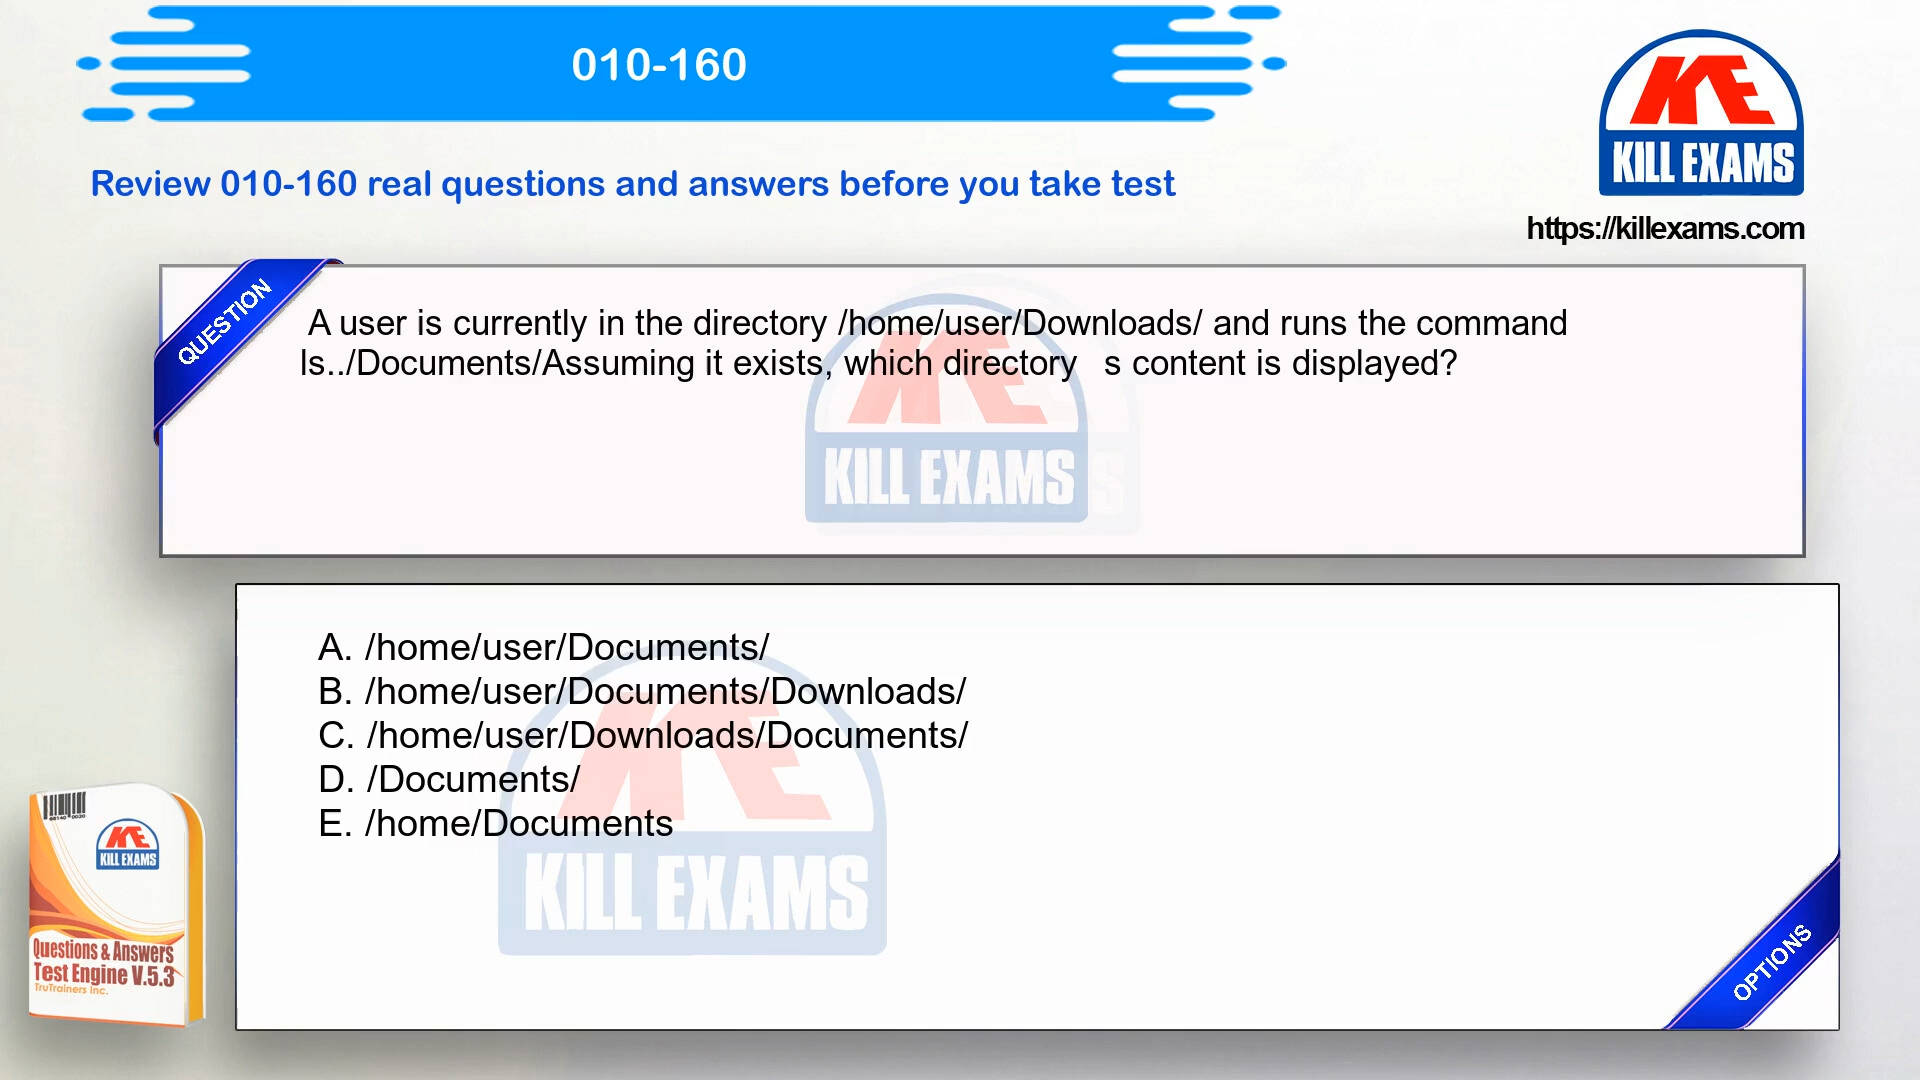 010-160
KILL EXAMS
Review 010-160 real questions and answers before you take test
https://killexams.com
QUESTION
A user is currently in the directory /home/user/Downloads/ and runs the command
ls../Documents/Assuming it exists, which directory s content is displayed?
KILL EXAMS
A. /home/user/Documents/
B. /home/user/Documents/Downloads/
C. /home/user/Downloads/Documents/
D. /Documents/
E. /home/Documents
KILL EXAMS
KILL EXAMS
Questions & Answers
Test Engine V.5.3
TruTrainers Inc.
OPTIONS